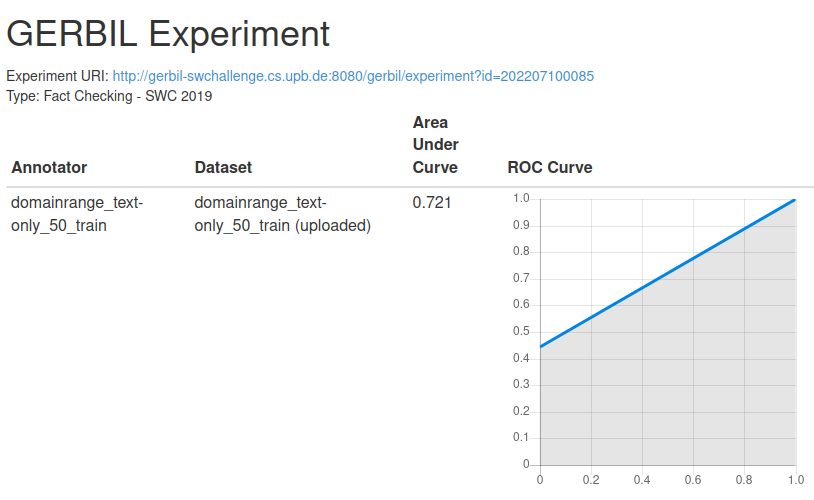 GERBIL Experiment
Experiment URI: http://gerbil-swchallenge.cs.upb.de:8080/gerbil/experiment?id=202207100085
Type: Fact Checking - SWC 2019
Annotator Dataset Area Under Curve ROC Curve
domainrange_text-only_50_train domainrange_text-only_50_train (uploaded) 0.721
1.0
0.9
0.8
0.7
0.6
0.5
0.4
0.3
0.2
0.1
0
0 0.2 0.4 0.6 0.8 1.0